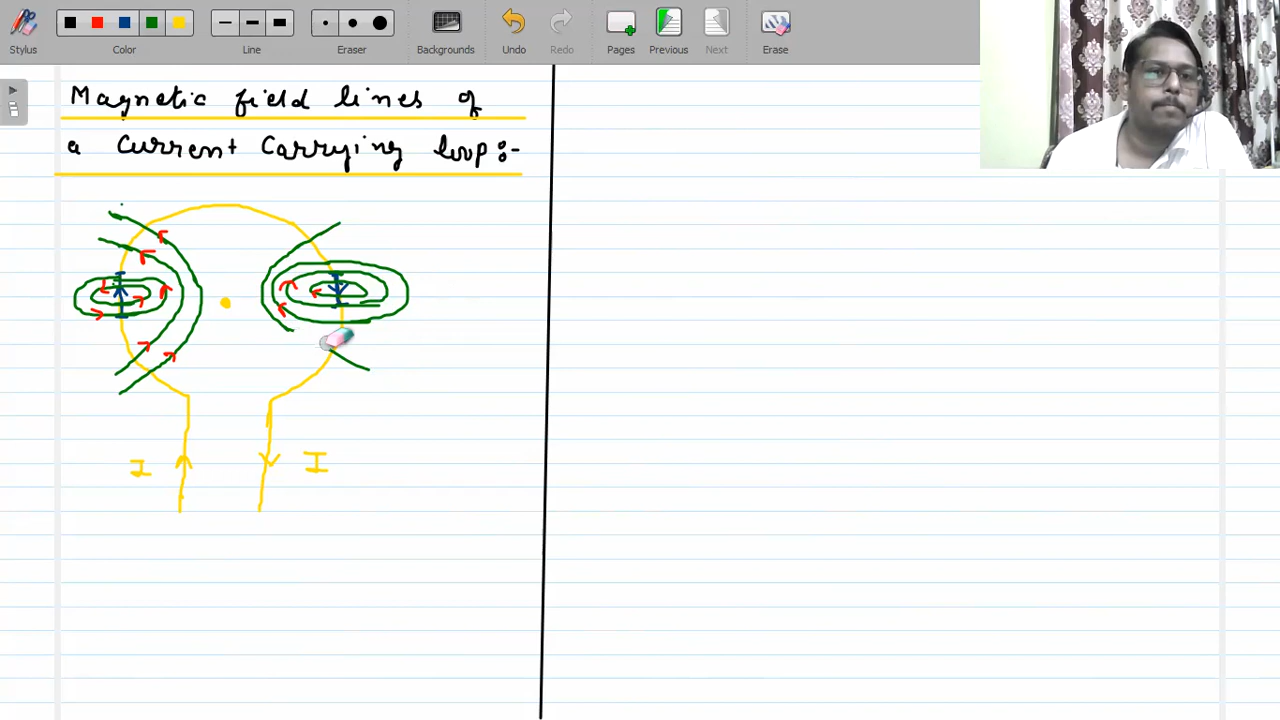 Stylus
Color
Line
Eraser
Backgrounds
Undo
Redo
Pages
Previous
Next
Erase
Magnetic field lines of
a Current Carrying loop:-
I
I